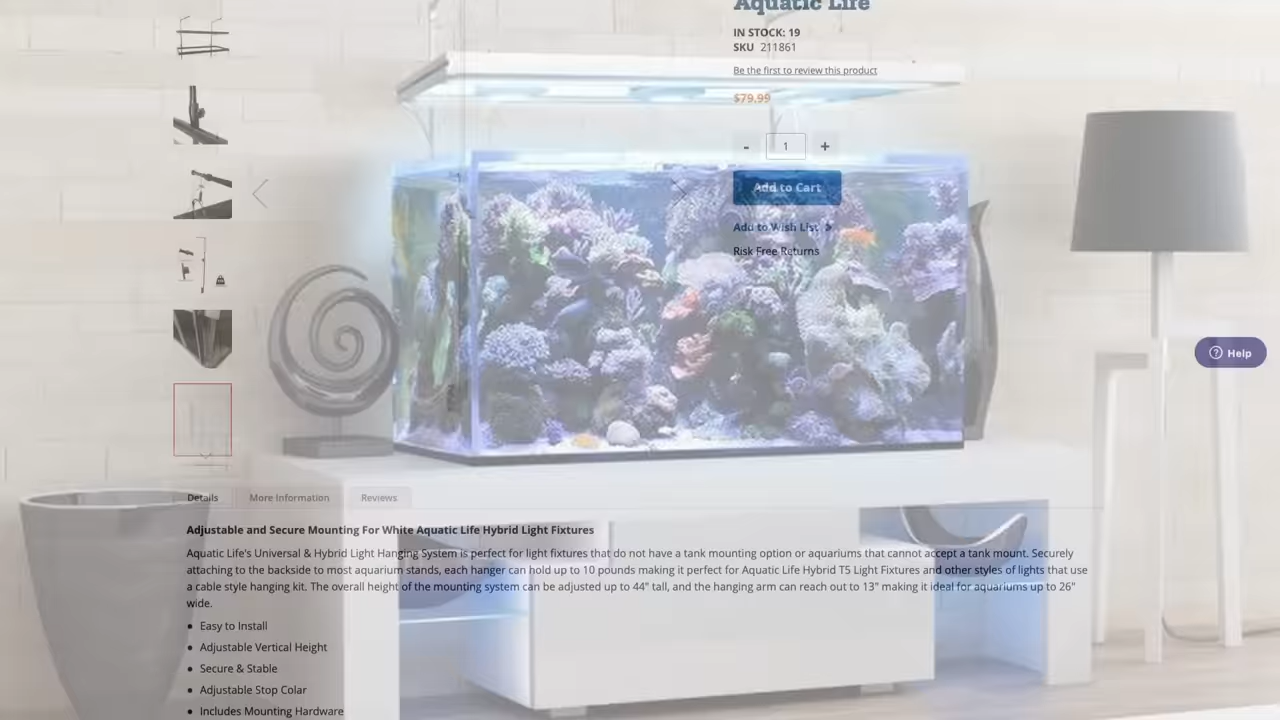 Aquatic Life
IN STOCK: 19
SKU 211861
Be the first to review this product
$79.99
- 1 +
Add to Cart
Add to Wish List
Risk Free Returns
Help
Details More Information Reviews
Adjustable and Secure Mounting For White Aquatic Life Hybrid Light Fixtures
Aquatic Life's Universal & Hybrid Light Hanging System is perfect for light fixtures that do not have a tank mounting option or aquariums that cannot accept a tank mount. Securely
attaching to the backside to most aquarium stands, each hanger can hold up to 10 pounds making it perfect for Aquatic Life Hybrid T5 Light Fixtures and other styles of lights that use
a cable style hanging kit. The overall height of the mounting system can be adjusted up to 44" tall, and the hanging arm can reach out to 13" making it ideal for aquariums up to 26"
wide.
Easy to Install
Adjustable Vertical Height
Secure & Stable
Adjustable Stop Colar
Includes Mounting Hardware